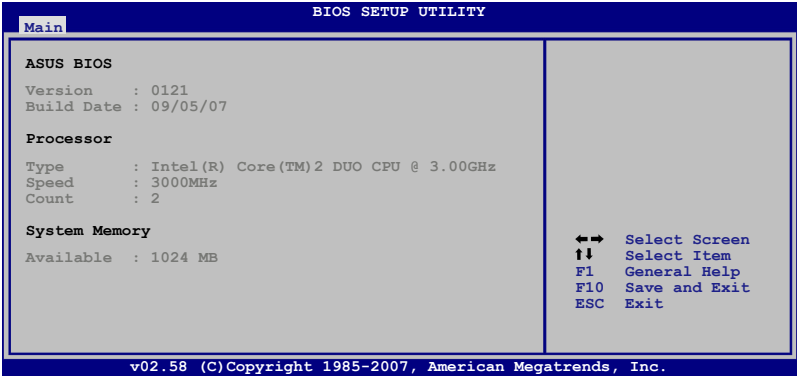 BIOS SETUP UTILITY
Main
ASUS BIOS
Version : 0121
Build Date : 09/05/07
Processor
Type : Intel(R) Core(TM)2 DUO CPU @ 3.00GHz
Speed : 3000MHz
Count : 2
System Memory
Available : 1024 MB
←→ Select Screen
↑↓ Select Item
F1 General Help
F10 Save and Exit
ESC Exit
v02.58 (C)Copyright 1985-2007, American Megatrends, Inc.